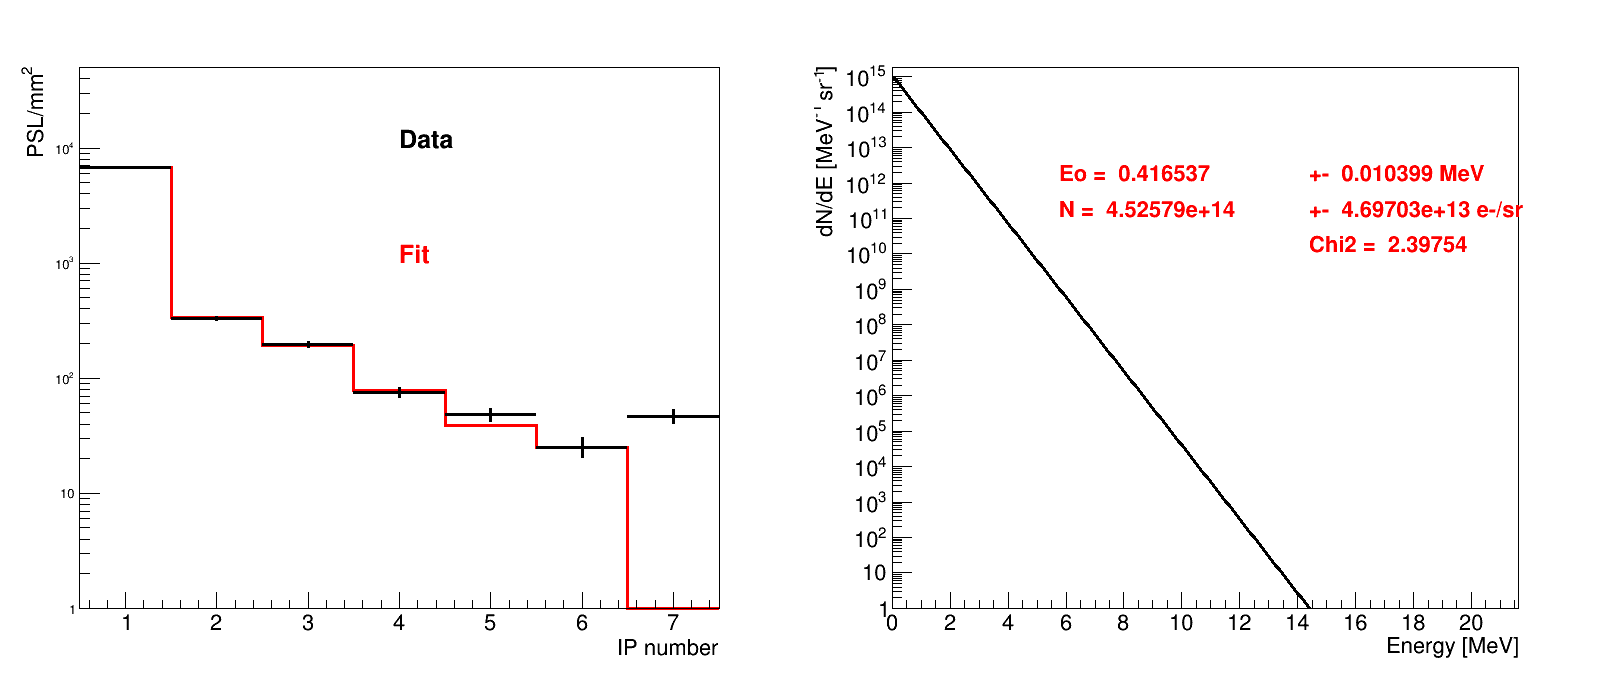 PSL/mm²
10⁴
10³
10²
10
1
Data
Fit
1 2 3 4 5 6 7
IP number
dN/dE [MeV⁻¹ sr⁻¹]
10¹⁵
10¹⁴
10¹³
10¹²
10¹¹
10¹⁰
10⁹
10⁸
10⁷
10⁶
10⁵
10⁴
10³
10²
10
1
Eo = 0.416537 +- 0.010399 MeV
N = 4.52579e+14 +- 4.69703e+13 e-/sr
Chi2 = 2.39754
0 2 4 6 8 10 12 14 16 18 20
Energy [MeV]